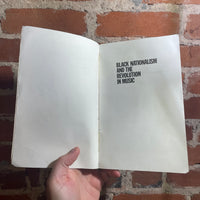 BLACK NATIONALISM
AND THE
REVOLUTION
IN MUSIC